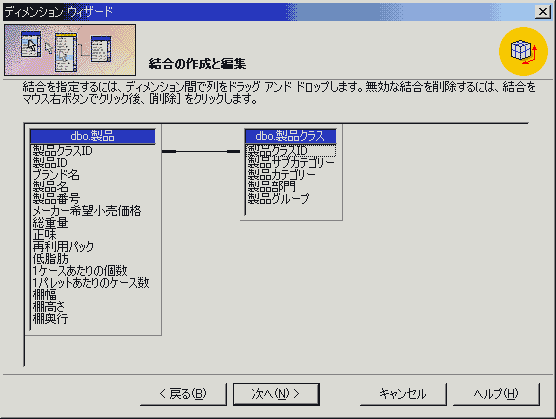 ディメンション ウィザード
結合の作成と編集
結合を指定するには、ディメンション間で列をドラッグ アンド ドロップします。無効な結合を削除するには、結合を
マウス右ボタンでクリック後、[削除] をクリックします。
dbo.製品
製品クラスID
製品ID
ブランド名
製品名
製品番号
メーカー希望小売価格
総重量
正味
再利用パック
低脂肪
1ケースあたりの個数
1パレットあたりのケース数
棚幅
棚高さ
棚奥行
dbo.製品クラス
製品クラスID
製品サブカテゴリー
製品カテゴリー
製品部門
製品グループ
< 戻る(B)
次へ(N) >
キャンセル
ヘルプ(H)